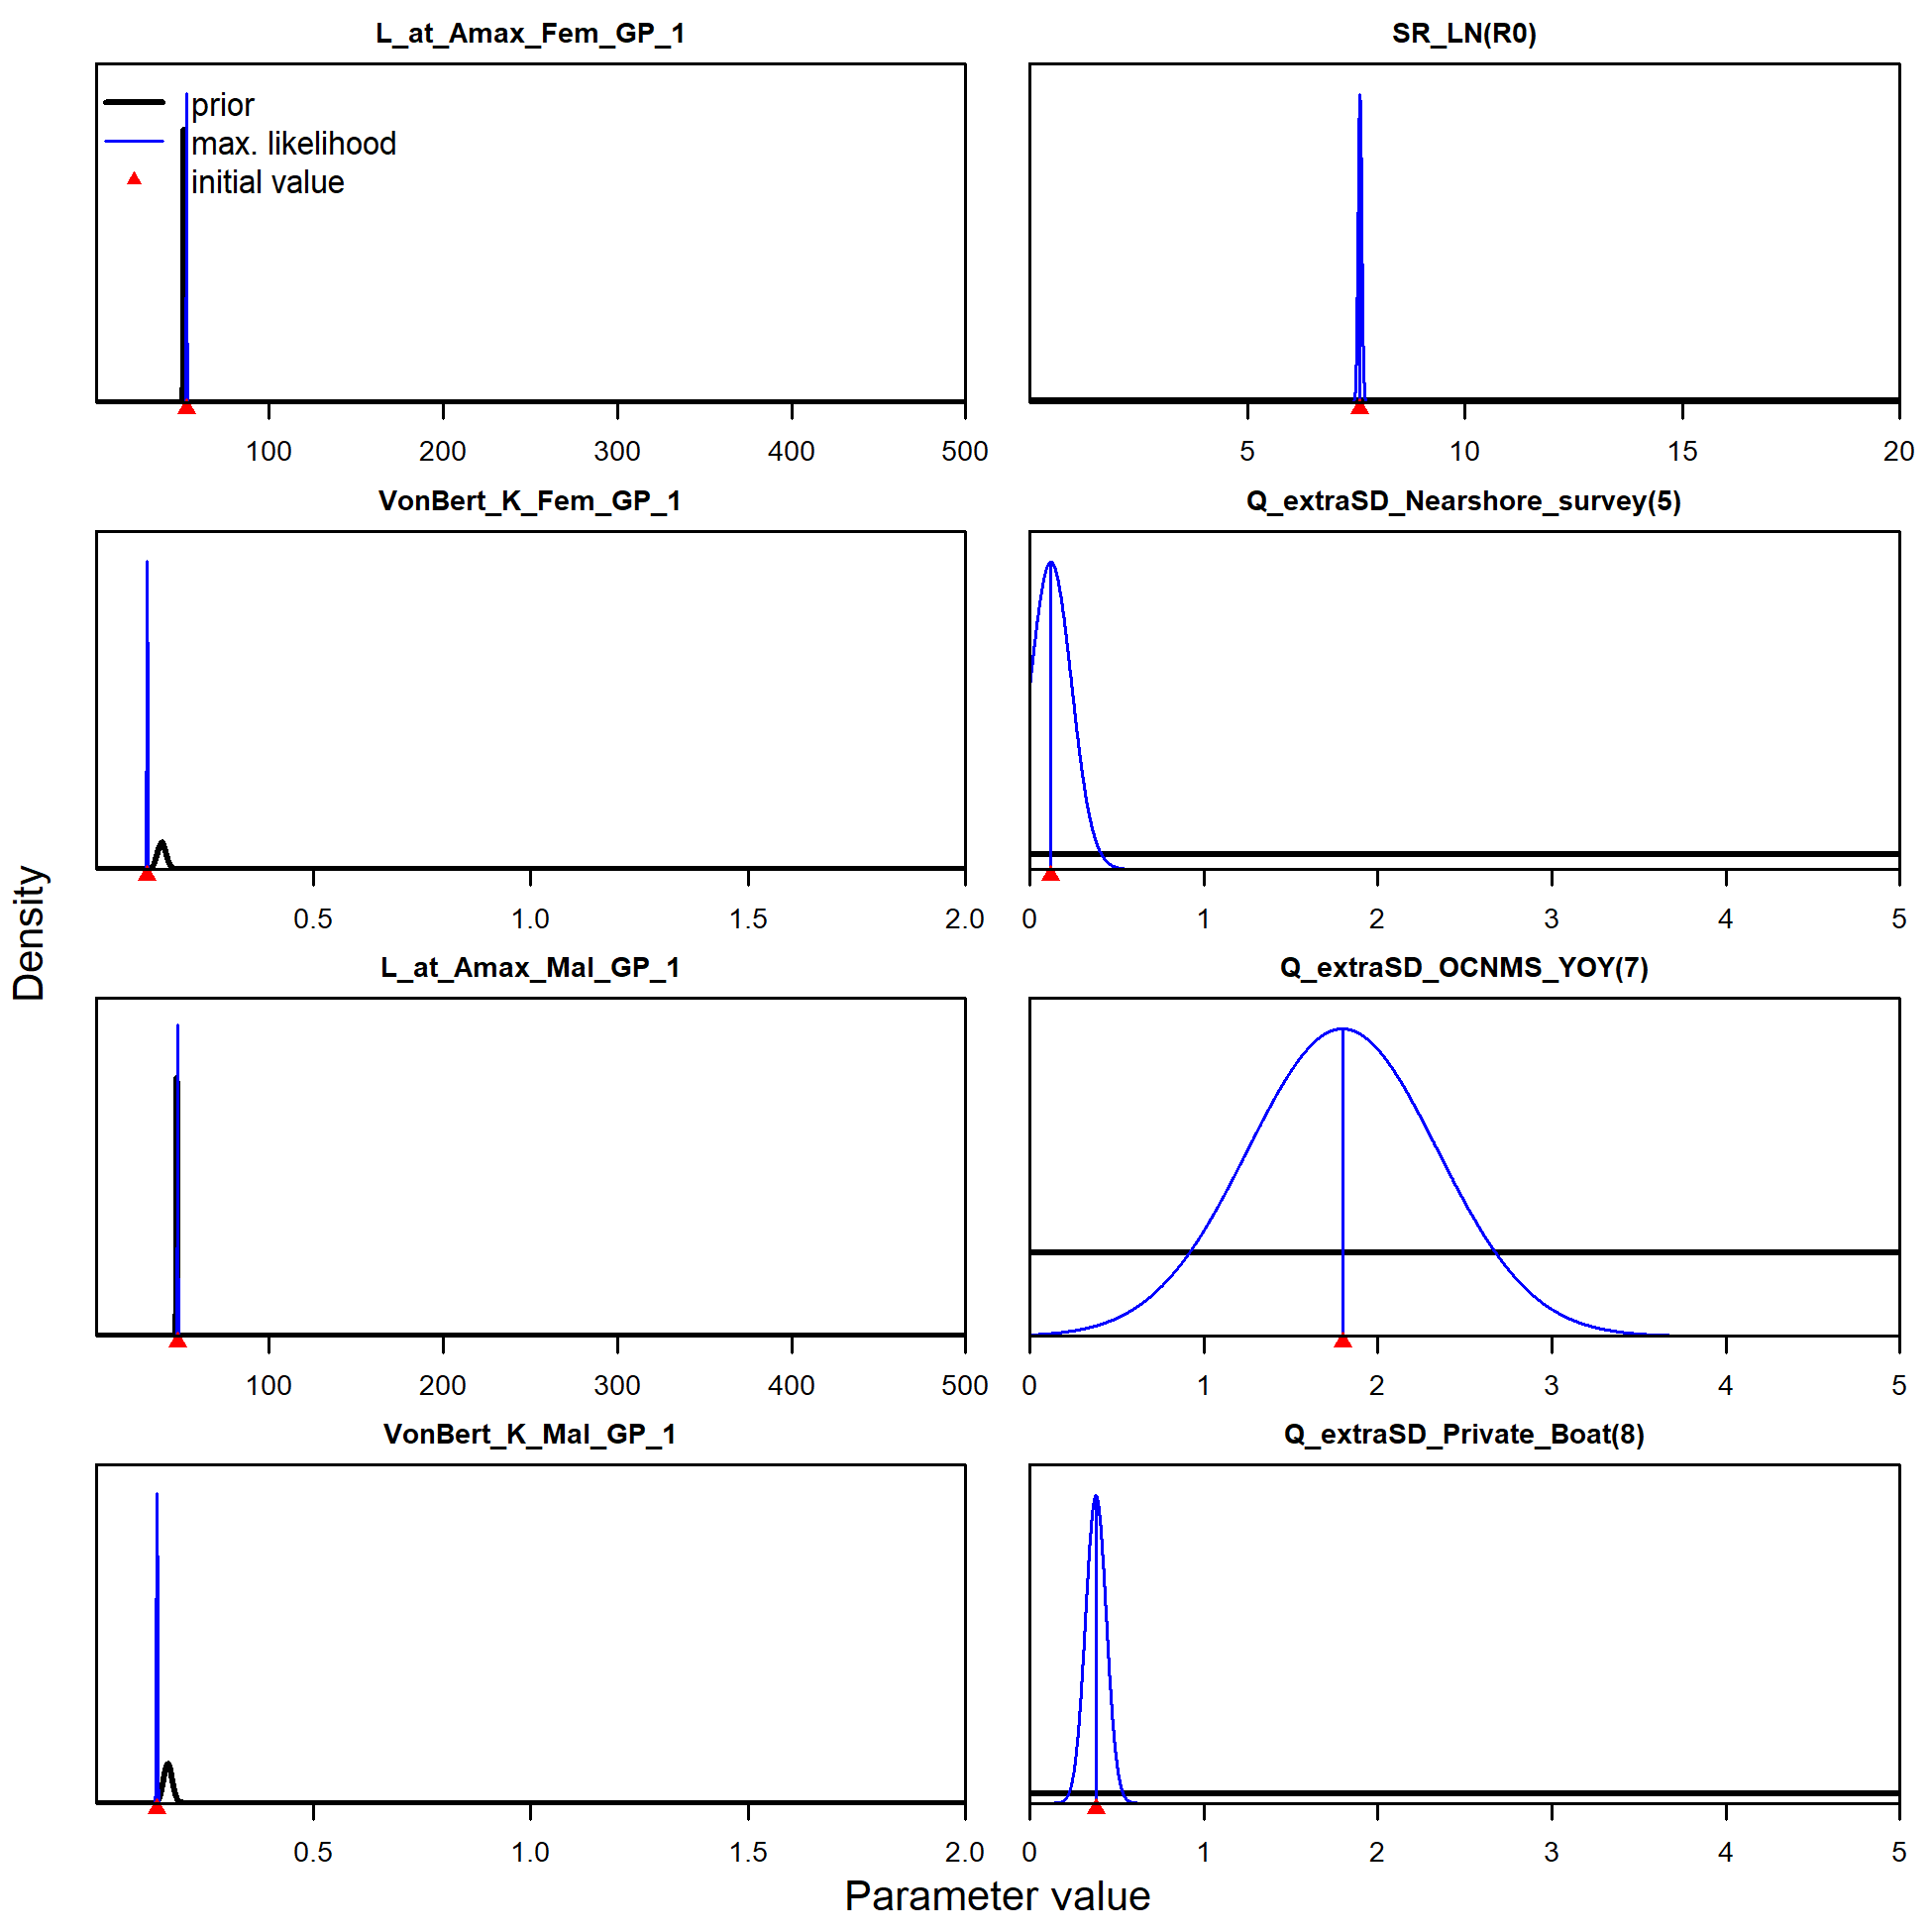 L_at_Amax_Fem_GP_1
prior
max. likelihood
initial value
100 200 300 400 500
SR_LN(R0)
5 10 15 20
VonBert_K_Fem_GP_1
0.5 1.0 1.5 2.0
Q_extraSD_Nearshore_survey(5)
0 1 2 3 4 5
L_at_Amax_Mal_GP_1
100 200 300 400 500
Q_extraSD_OCNMS_YOY(7)
0 1 2 3 4 5
VonBert_K_Mal_GP_1
0.5 1.0 1.5 2.0
Q_extraSD_Private_Boat(8)
0 1 2 3 4 5
Density
Parameter value